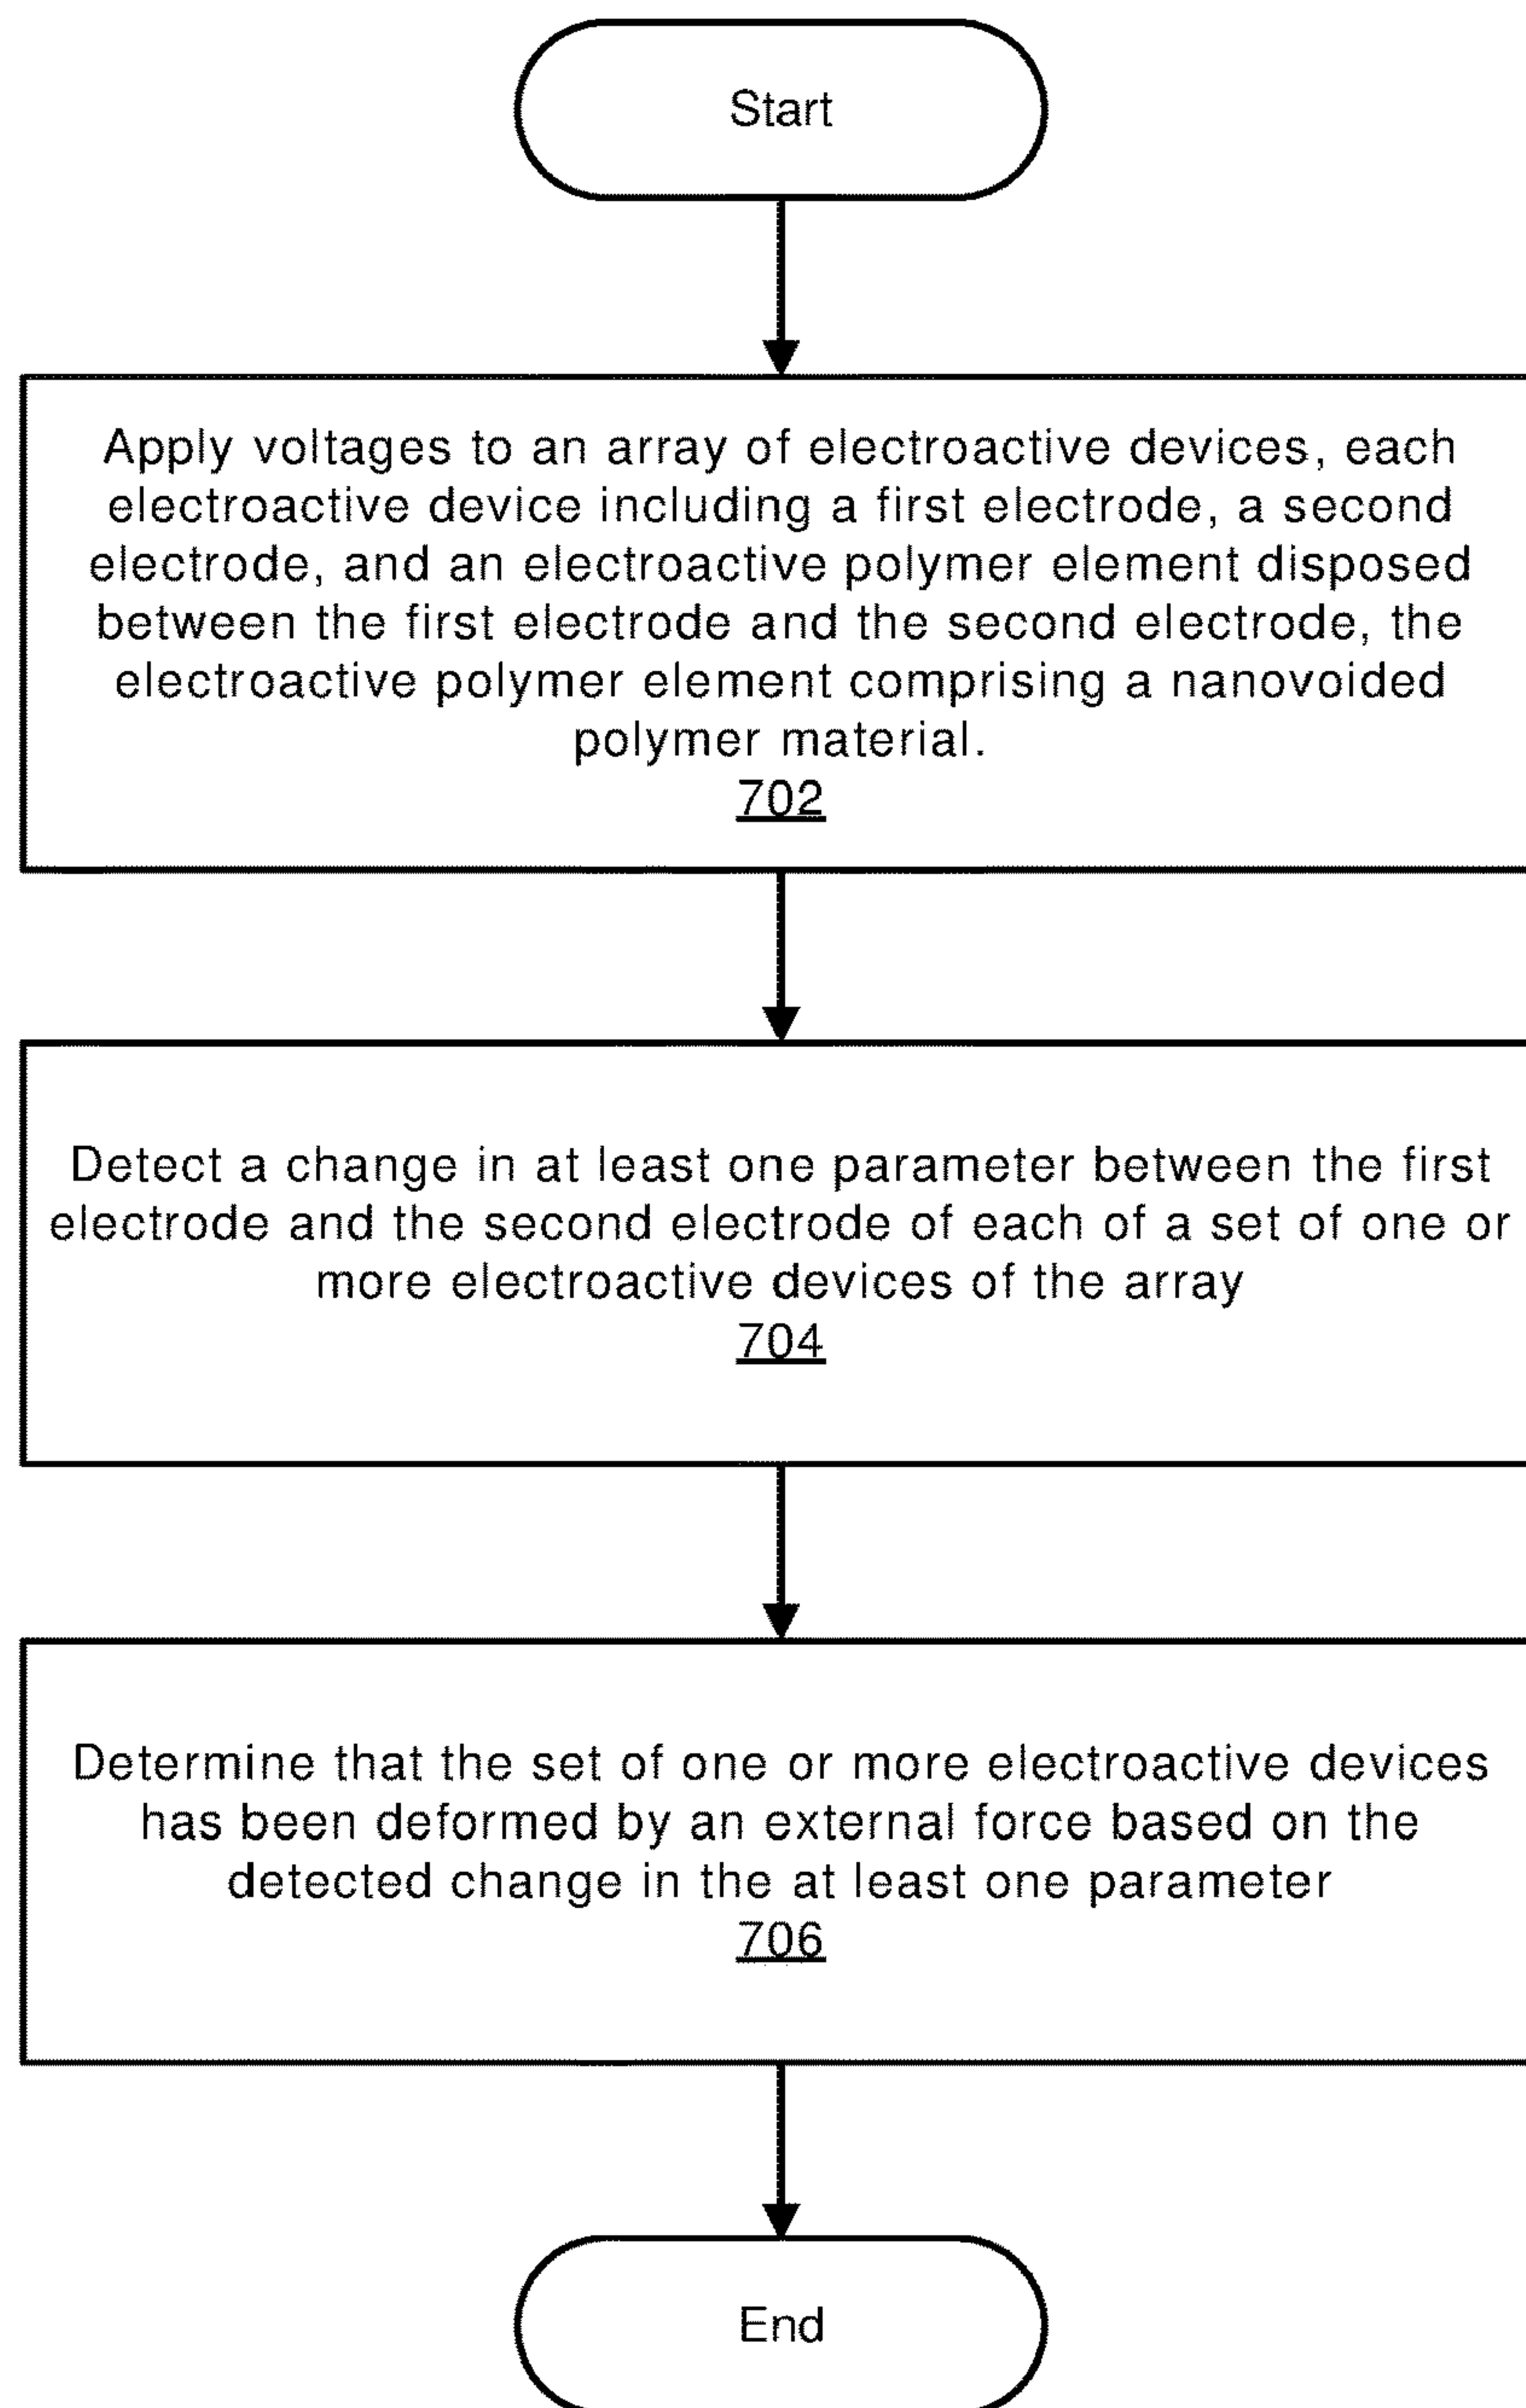 Start
Apply voltages to an array of electroactive devices, each
electroactive device including a first electrode, a second
electrode, and an electroactive polymer element disposed
between the first electrode and the second electrode, the
electroactive polymer element comprising a nanovoided
polymer material.
702
Detect a change in at least one parameter between the first
electrode and the second electrode of each of a set of one or
more electroactive devices of the array
704
Determine that the set of one or more electroactive devices
has been deformed by an external force based on the
detected change in the at least one parameter
706
End